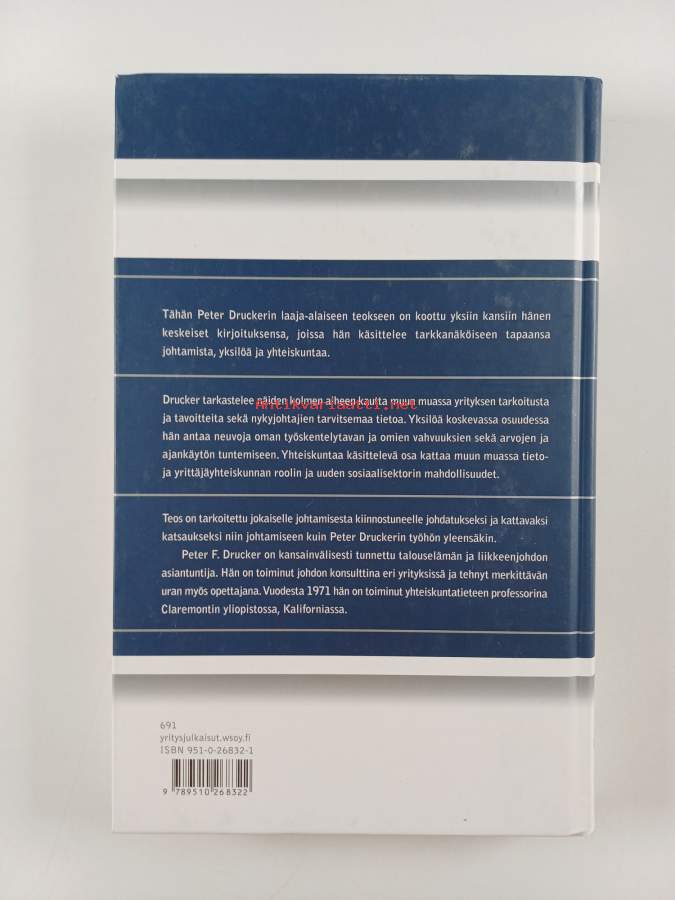 Tähän Peter Druckerin laaja-alaiseen teokseen on koottu yksiin kansiin hänen
keskeiset kirjoituksensa, joissa hän käsittelee tarkkanäköiseen tapaansa
johtamista, yksilöä ja yhteiskuntaa.
Drucker tarkastelee näiden kolmen aiheen kautta muun muassa yrityksen tarkoitusta
Antikvariaatti.net
ja tavoitteita sekä nykyjohtajien tarvitsemaa tietoa. Yksilöä koskevassa osuudessa
hän antaa neuvoja oman työskentelytavan ja omien vahvuuksien sekä arvojen ja
ajankäytön tuntemiseen. Yhteiskuntaa käsittelevä osa kattaa muun muassa tieto-
ja yrittäjäyhteiskunnan roolin ja uuden sosiaalisektorin mahdollisuudet.
Teos on tarkoitettu jokaiselle johtamisesta kiinnostuneelle johdatukseksi ja kattavaksi
katsaukseksi niin johtamiseen kuin Peter Druckerin työhön yleensäkin.
Peter F. Drucker on kansainvälisesti tunnettu talouselämän ja liikkeenjohdon
asiantuntija. Hän on toiminut johdon konsulttina eri yrityksissä ja tehnyt merkittävän
uran myös opettajana. Vuodesta 1971 hän on toiminut yhteiskuntatieteen professorina
Claremontin yliopistossa, Kaliforniassa.
691
yritysjulkaisut.wsoy.fi
ISBN 951-0-26832-1
9 789510 268322